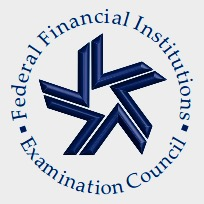 Federal Financial Institutions
Examination Council